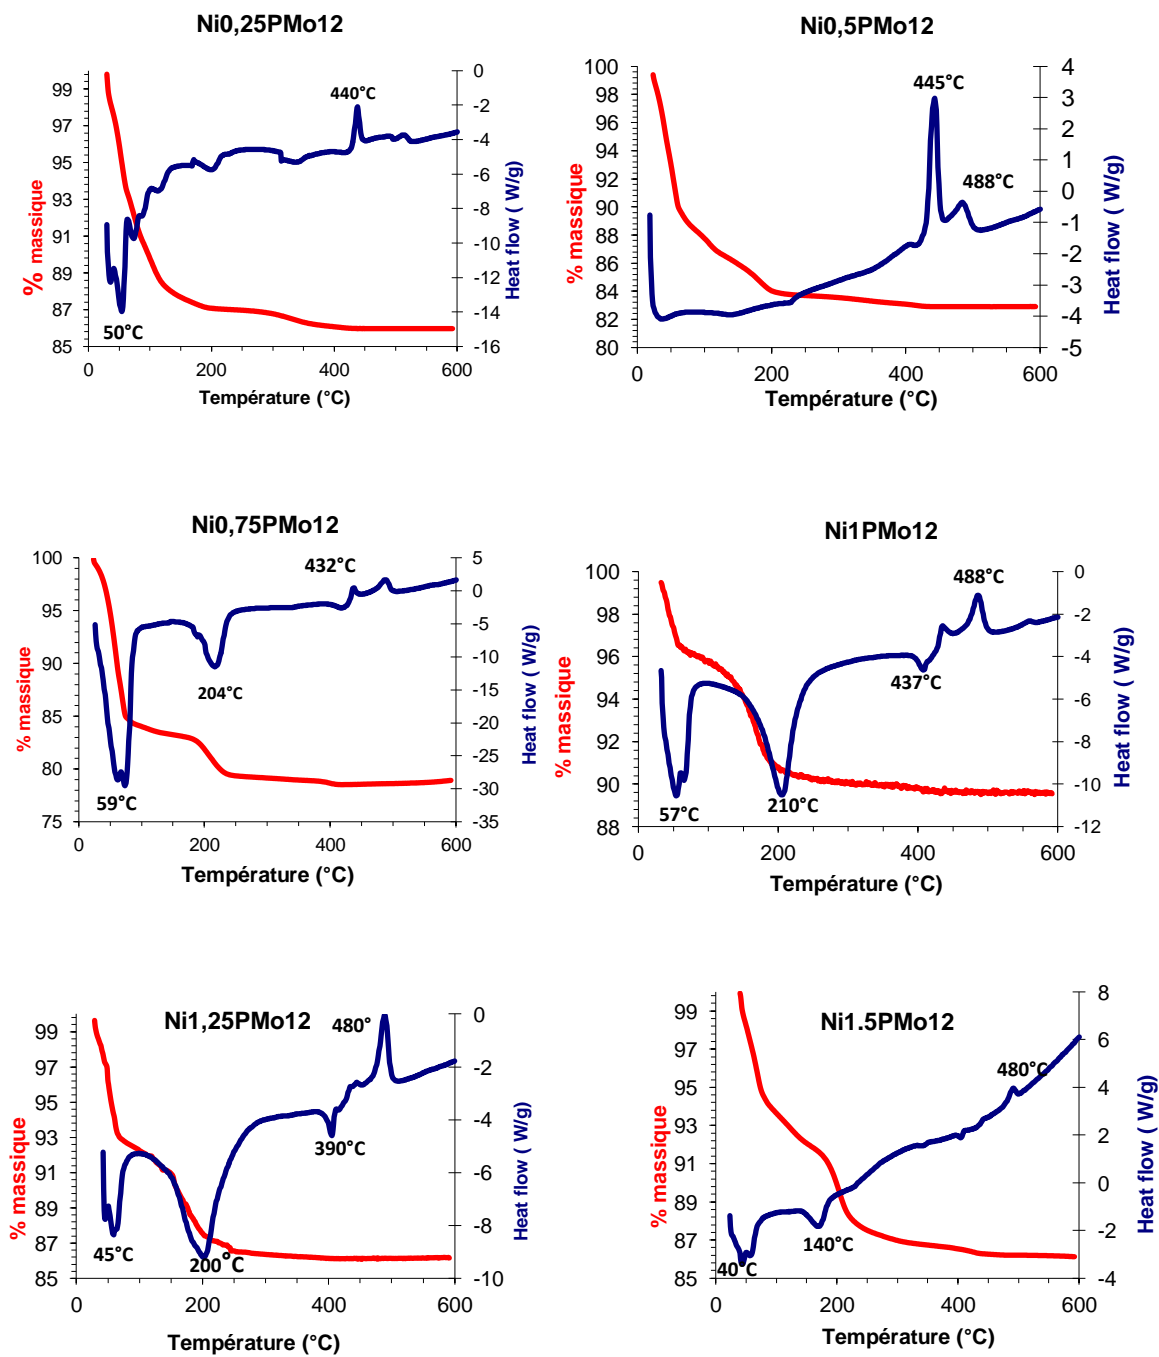 Ni0,25PMo12
99
97
95
93
91
89
87
85
% massique
0
-2
-4
-6
-8
-10
-12
-14
-16
Heat flow ( W/g)
440°C
50°C
0 200 400 600
Température (°C)
Ni0,5PMo12
100
98
96
94
92
90
88
86
84
82
80
% massique
4
3
2
1
0
-1
-2
-3
-4
-5
Heat flow ( W/g)
445°C
488°C
0 200 400 600
Température (°C)
Ni0,75PMo12
100
95
90
85
80
75
% massique
5
0
-5
-10
-15
-20
-25
-30
-35
Heat flow ( W/g)
432°C
204°C
59°C
0 200 400 600
Température (°C)
Ni1PMo12
100
98
96
94
92
90
88
% massique
0
-2
-4
-6
-8
-10
-12
Heat flow ( W/g)
488°C
437°C
57°C
210°C
0 200 400 600
Température (°C)
Ni1,25PMo12
99
97
95
93
91
89
87
85
% massique
0
-2
-4
-6
-8
-10
Heat flow ( W/g)
480°
390°C
45°C
200°C
0 200 400 600
Température (°C)
Ni1.5PMo12
99
97
95
93
91
89
87
85
% massique
8
6
4
2
0
-2
-4
Heat flow ( W/g)
480°C
140°C
40°C
0 200 400 600
Température (°C)